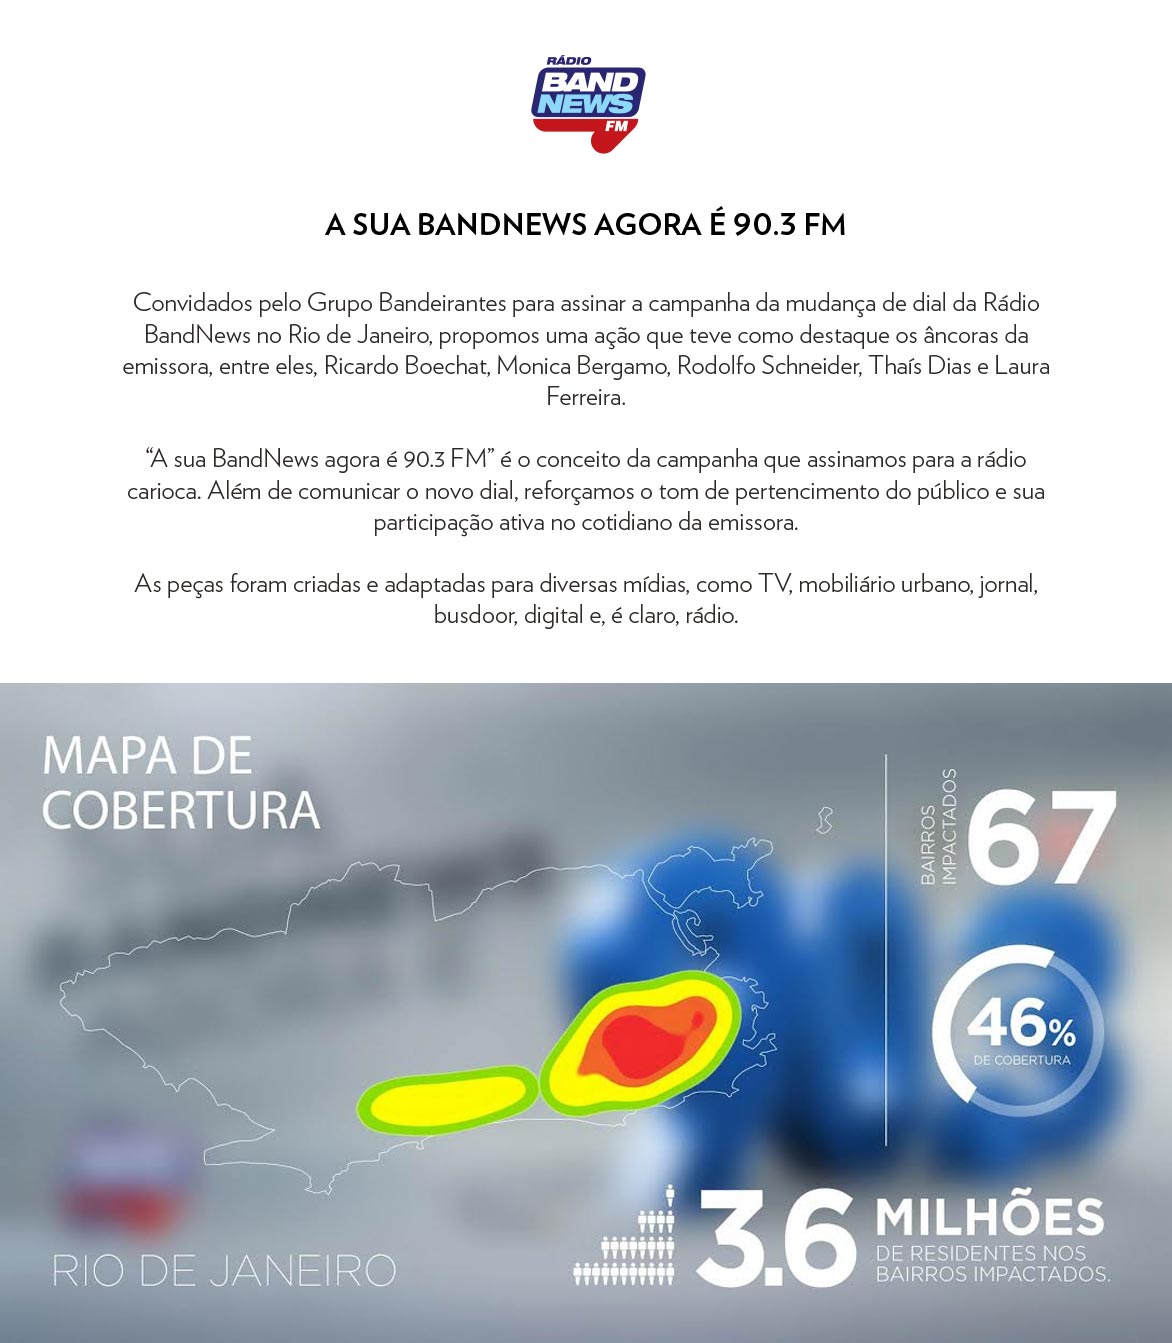 RÁDIO
BAND
NEWS
FM
A SUA BANDNEWS AGORA É 90.3 FM
Convidados pelo Grupo Bandeirantes para assinar a campanha da mudança de dial da Rádio
BandNews no Rio de Janeiro, propomos uma ação que teve como destaque os âncoras da
emissora, entre eles, Ricardo Boechat, Monica Bergamo, Rodolfo Schneider, Thaís Dias e Laura
Ferreira.
“A sua BandNews agora é 90.3 FM” é o conceito da campanha que assinamos para a rádio
carioca. Além de comunicar o novo dial, reforçamos o tom de pertencimento do público e sua
participação ativa no cotidiano da emissora.
As peças foram criadas e adaptadas para diversas mídias, como TV, mobiliário urbano, jornal,
busdoor, digital e, é claro, rádio.
MAPA DE
COBERTURA
BAIRROS
IMPACTADOS
67
46%
DE COBERTURA
3.6 MILHÕES
DE RESIDENTES NOS
BAIRROS IMPACTADOS.
RIO DE JANEIRO